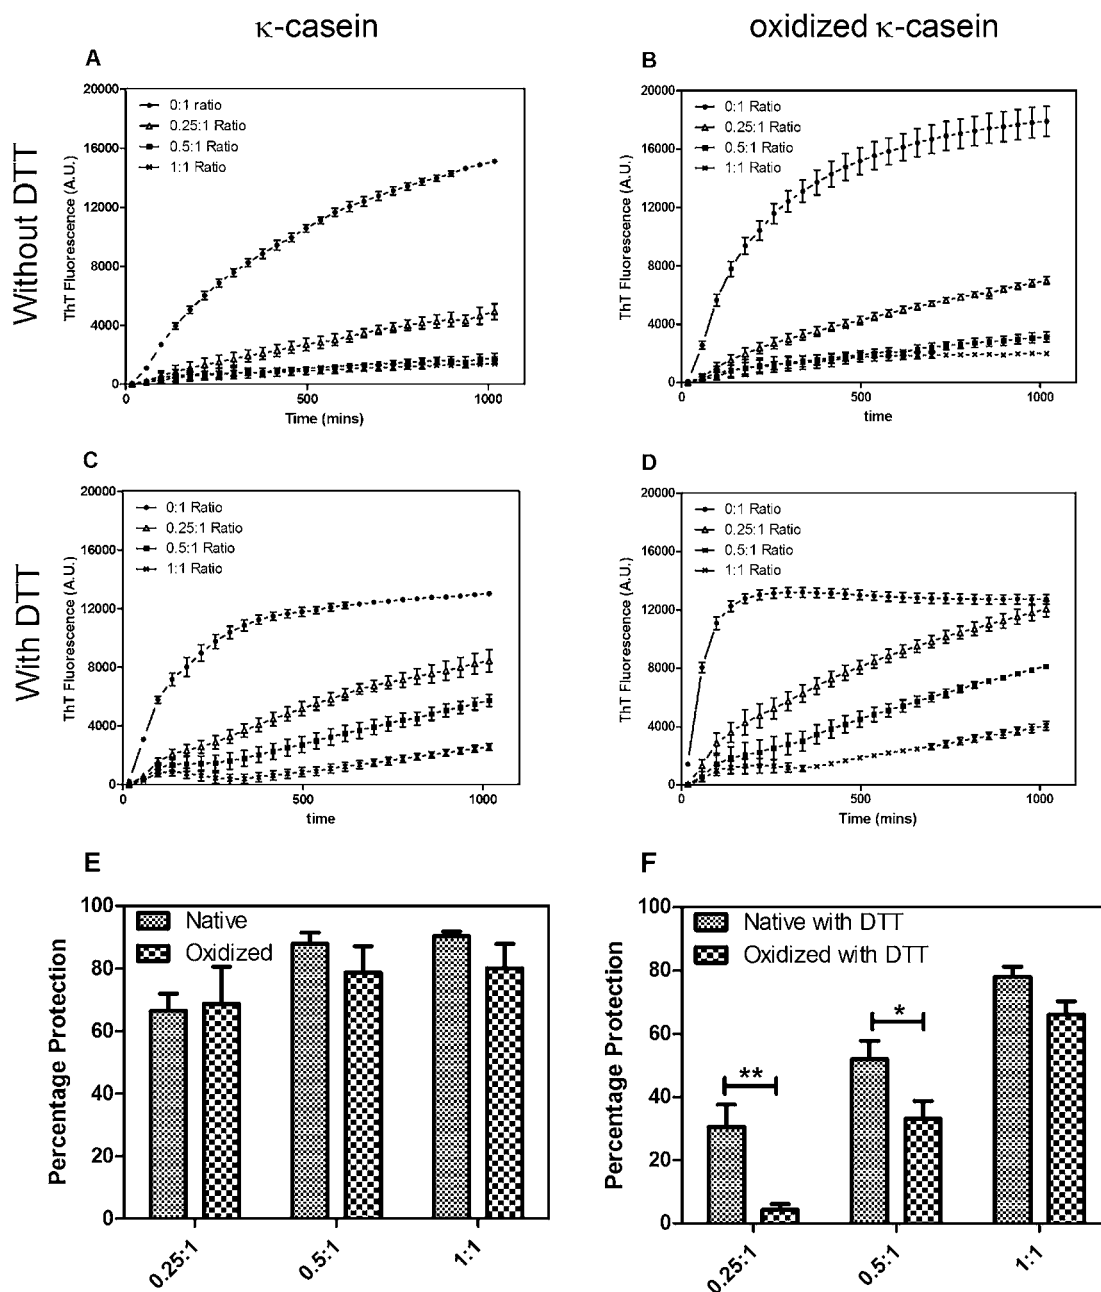 κ-casein
oxidized κ-casein
Without DTT
A
20000
16000
12000
8000
4000
0
ThT Fluorescence (A.U.)
0:1 ratio
0.25:1 Ratio
0.5:1 Ratio
1:1 Ratio
0
500
1000
Time (mins)
B
20000
16000
12000
8000
4000
0
ThT Fluorescence (A.U.)
0:1 Ratio
0.25:1 Ratio
0.5:1 Ratio
1:1 Ratio
0
500
1000
time
With DTT
C
20000
16000
12000
8000
4000
0
ThT Fluorescence (A.U.)
0:1 Ratio
0.25:1 Ratio
0.5:1 Ratio
1:1 Ratio
0
500
1000
time
D
20000
16000
12000
8000
4000
0
ThT Fluorescence (A.U.)
0:1 Ratio
0.25:1 Ratio
0.5:1 Ratio
1:1 Ratio
0
500
1000
Time (mins)
E
100
80
60
40
20
0
Percentage Protection
Native
Oxidized
0.25:1
0.5:1
1:1
F
100
80
60
40
20
0
Percentage Protection
Native with DTT
Oxidized with DTT
**
*
0.25:1
0.5:1
1:1